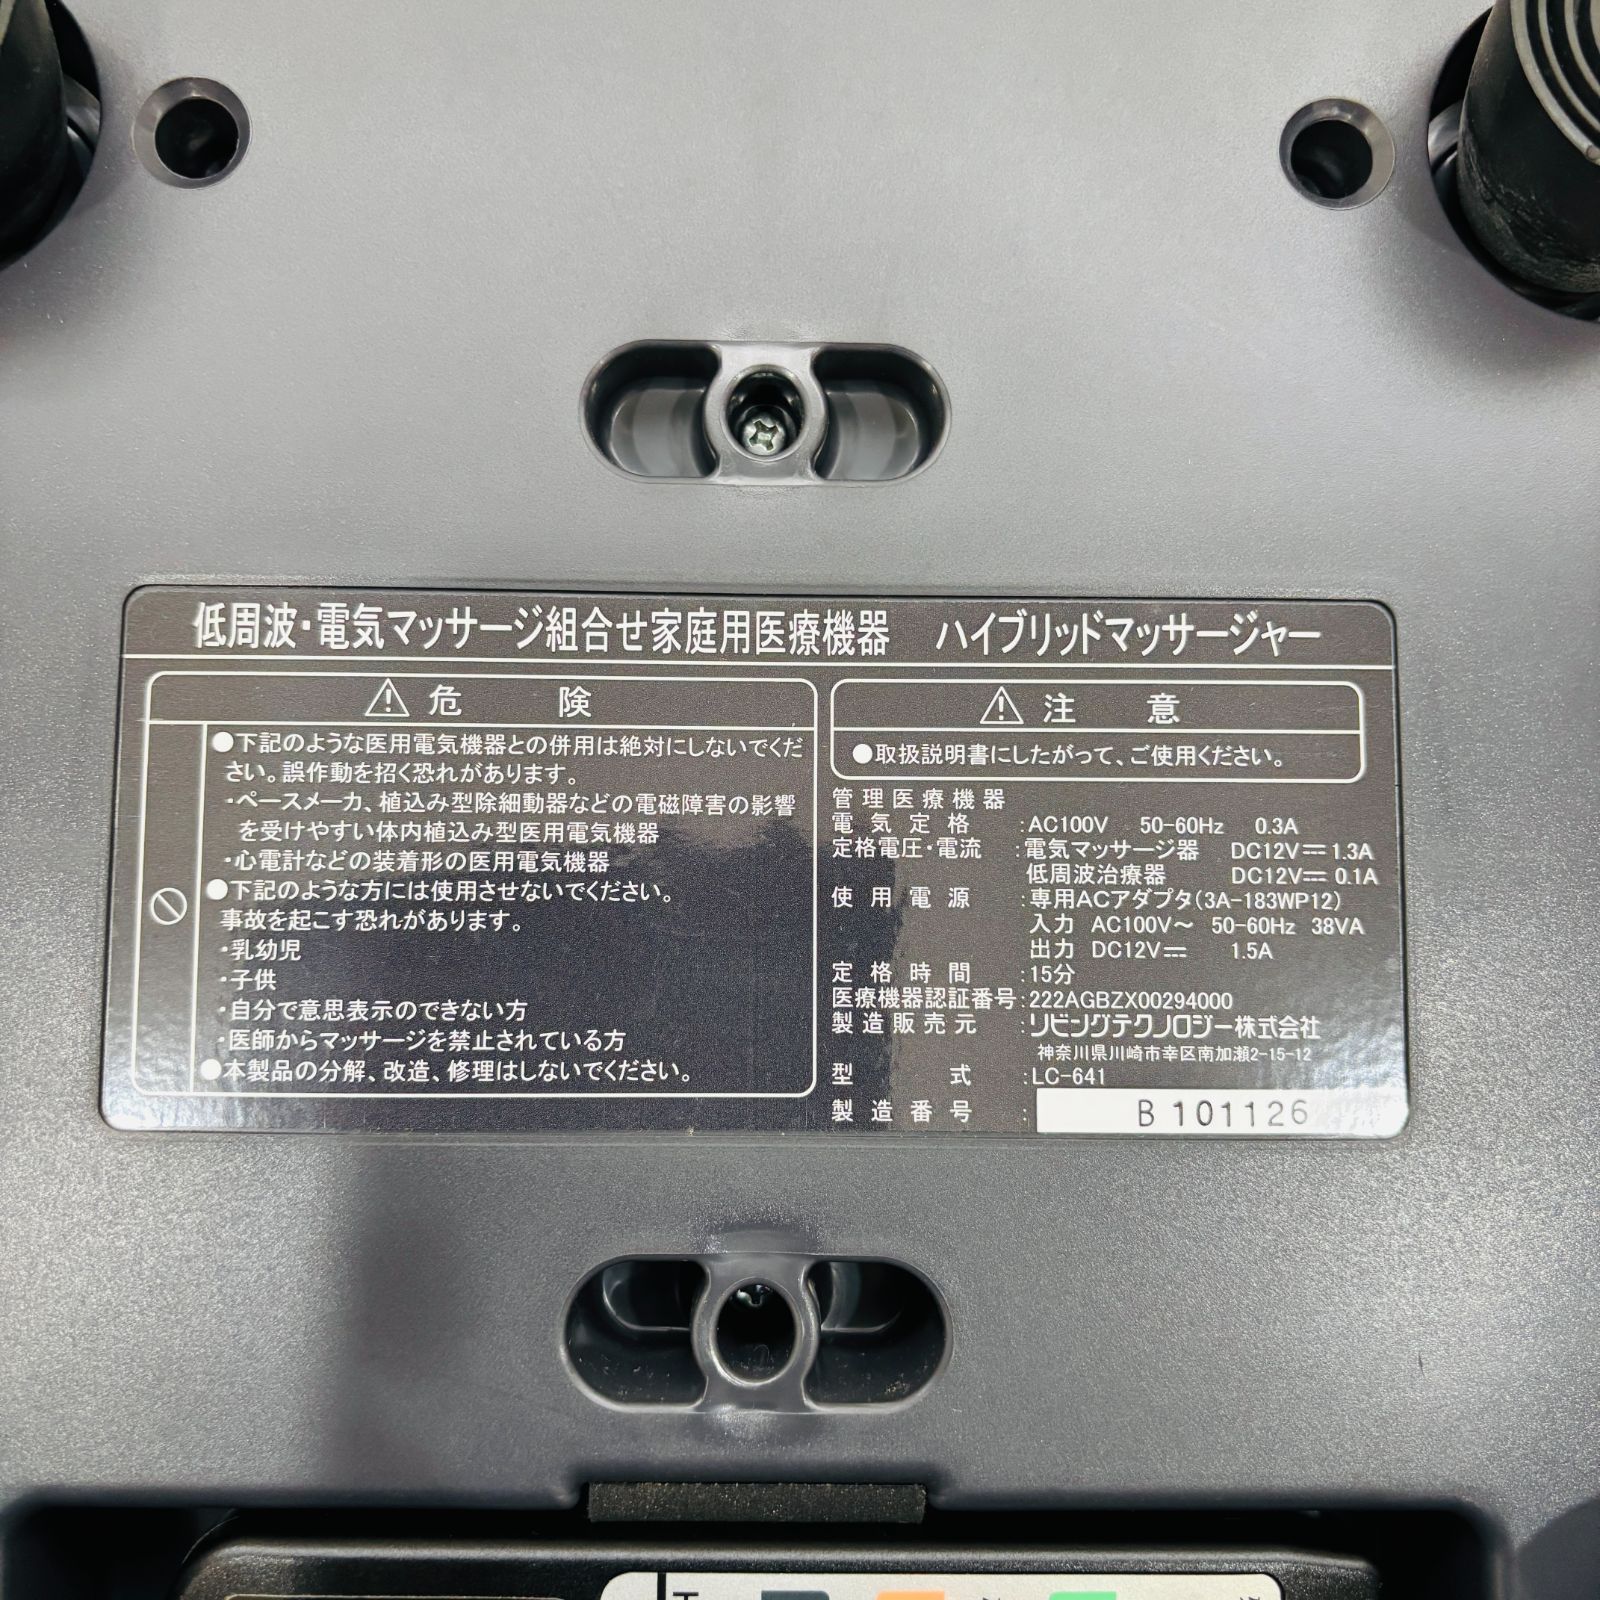 低周波・電気マッサージ組合せ家庭用医療機器 ハイブリッドマッサージャー
危 険
●下記のような医用電気機器との併用は絶対にしないでくだ
さい。誤作動を招く恐れがあります。
・ペースメーカ、植込み型除細動器などの電磁障害の影響
を受けやすい体内植込み型医用電気機器
・心電計などの装着形の医用電気機器
●下記のような方には使用させないでください。
事故を起こす恐れがあります。
・乳幼児
・子供
・自分で意思表示のできない方
・医師からマッサージを禁止されている方
●本製品の分解、改造、修理はしないでください。
注 意
●取扱説明書にしたがって、ご使用ください。
管理医療機器
電気定格 :AC100V 50-60Hz 0.3A
定格電圧・電流 :電気マッサージ器 DC12V⎓1.3A
低周波治療器 DC12V⎓0.1A
使用電源 :専用ACアダプタ(3A-183WP12)
入力 AC100V～ 50-60Hz 38VA
出力 DC12V⎓ 1.5A
定格時間 :15分
医療機器認証番号:222AGBZX00294000
製造販売元 :リビングテクノロジー株式会社
神奈川県川崎市幸区南加瀬2-15-12
型式 :LC-641
製造番号 : B 101126